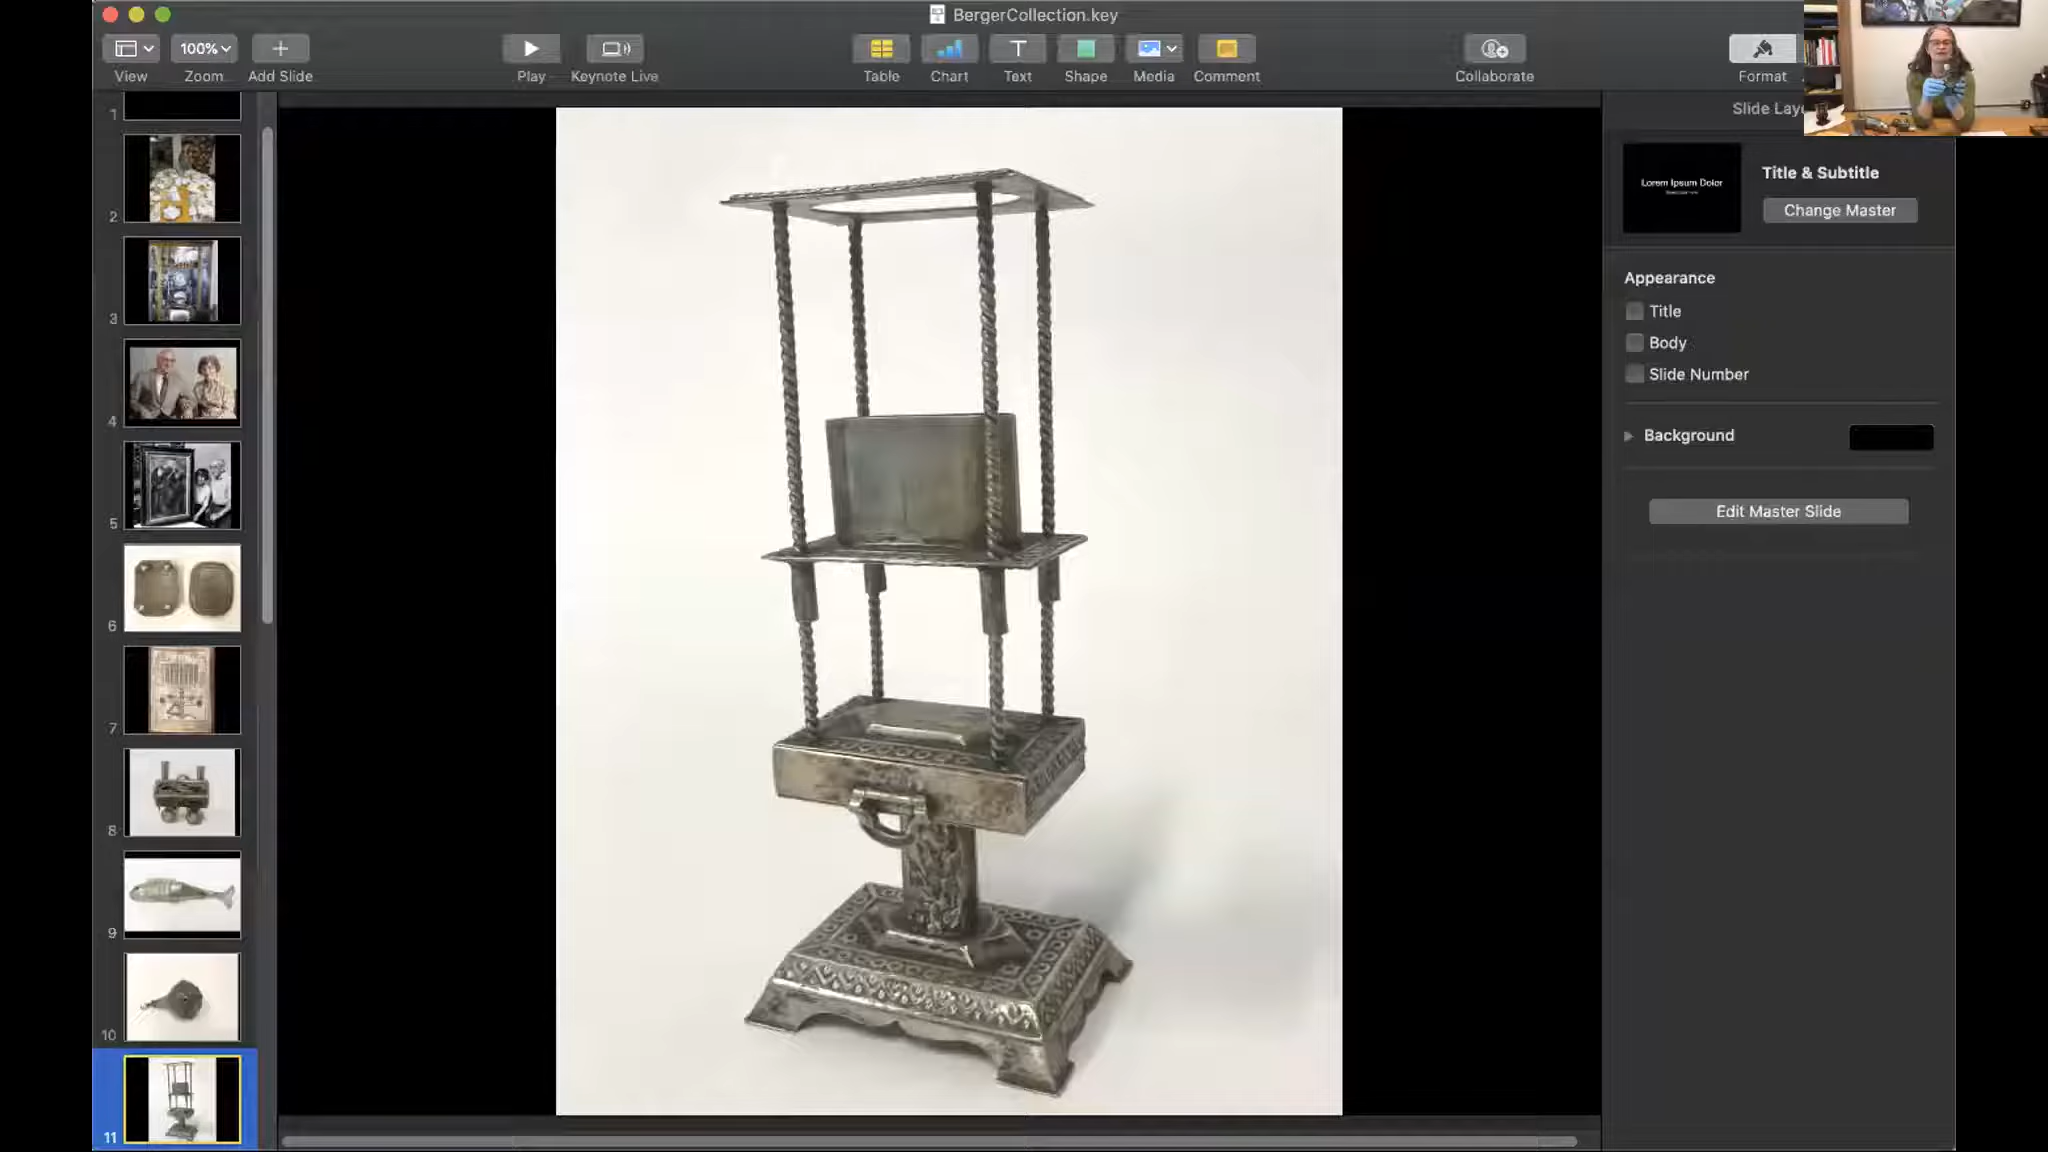 BergerCollection.key
100%
View
Zoom
Add Slide
Play
Keynote Live
Table
Chart
Text
Shape
Media
Comment
Collaborate
Format
Slide Lay
Lorem Ipsum Dolor
Title & Subtitle
Change Master
Appearance
Title
Body
Slide Number
Background
Edit Master Slide
1
2
3
4
5
6
7
8
9
10
11